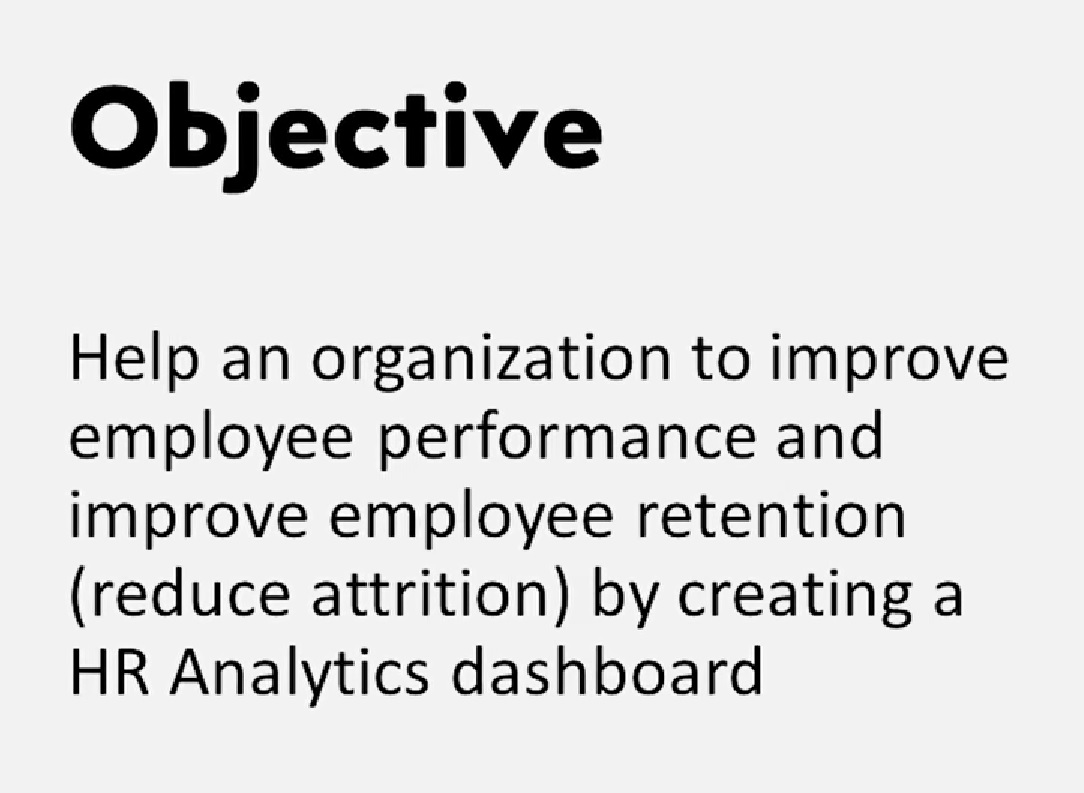 Objective
Help an organization to improve
employee performance and
improve employee retention
(reduce attrition) by creating a
HR Analytics dashboard